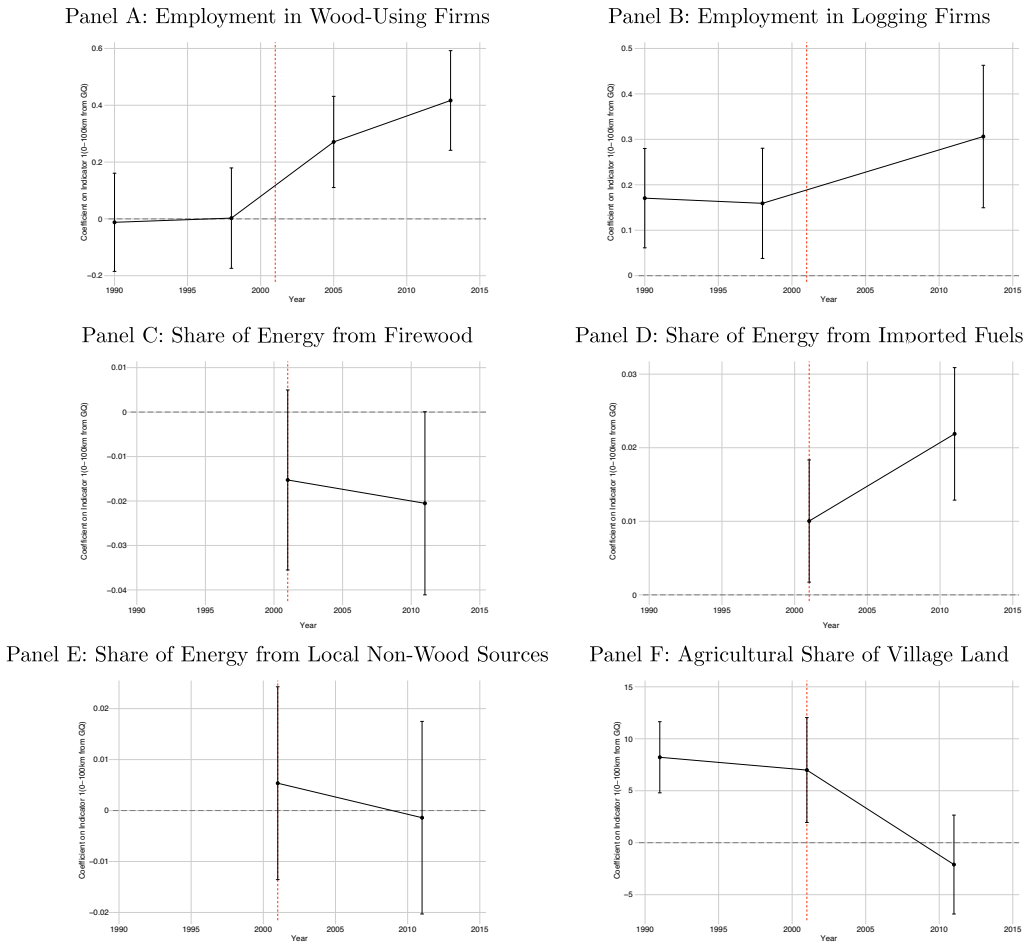 Panel A: Employment in Wood-Using Firms
Coefficient on Indicator 1(0−100km from GQ)
0.6
0.4
0.2
0
−0.2
1990 1995 2000 2005 2010 2015
Year
Panel B: Employment in Logging Firms
Coefficient on Indicator 1(0−100km from GQ)
0.5
0.4
0.3
0.2
0.1
0
1990 1995 2000 2005 2010 2015
Year
Panel C: Share of Energy from Firewood
Coefficient on Indicator 1(0−100km from GQ)
0.01
0
−0.01
−0.02
−0.03
−0.04
1990 1995 2000 2005 2010 2015
Year
Panel D: Share of Energy from Imported Fuels
Coefficient on Indicator 1(0−100km from GQ)
0.03
0.02
0.01
0
1990 1995 2000 2005 2010 2015
Year
Panel E: Share of Energy from Local Non-Wood Sources
Coefficient on Indicator 1(0−100km from GQ)
0.02
0.01
0
−0.01
−0.02
1990 1995 2000 2005 2010 2015
Year
Panel F: Agricultural Share of Village Land
Coefficient on Indicator 1(0−100km from GQ)
15
10
5
0
−5
1990 1995 2000 2005 2010 2015
Year